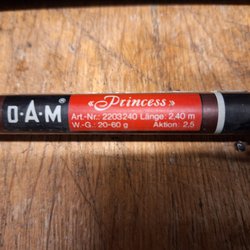 D·A·M®
«Princess»
Art.-Nr.: 2203240 Länge: 2,40 m
W.-G.: 20-60 g Aktion: 2,5